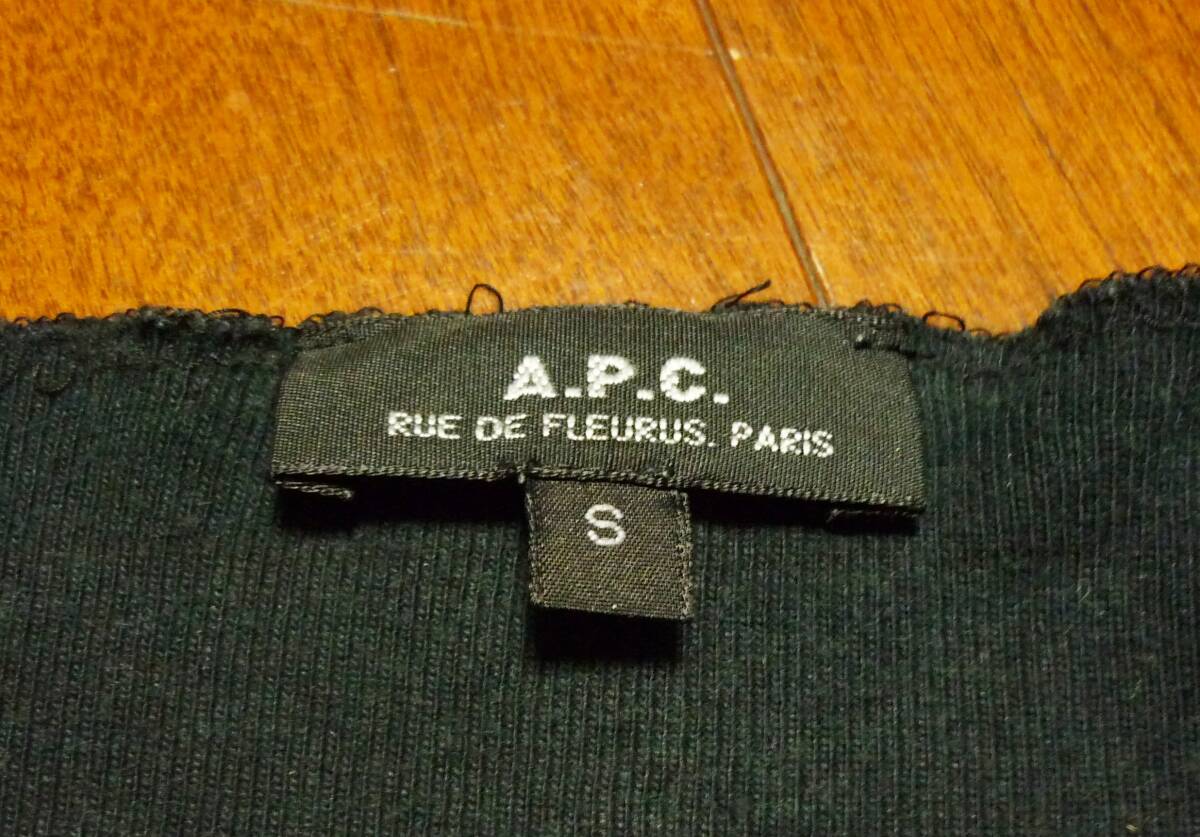 A.P.C.
RUE DE FLEURUS. PARIS
S